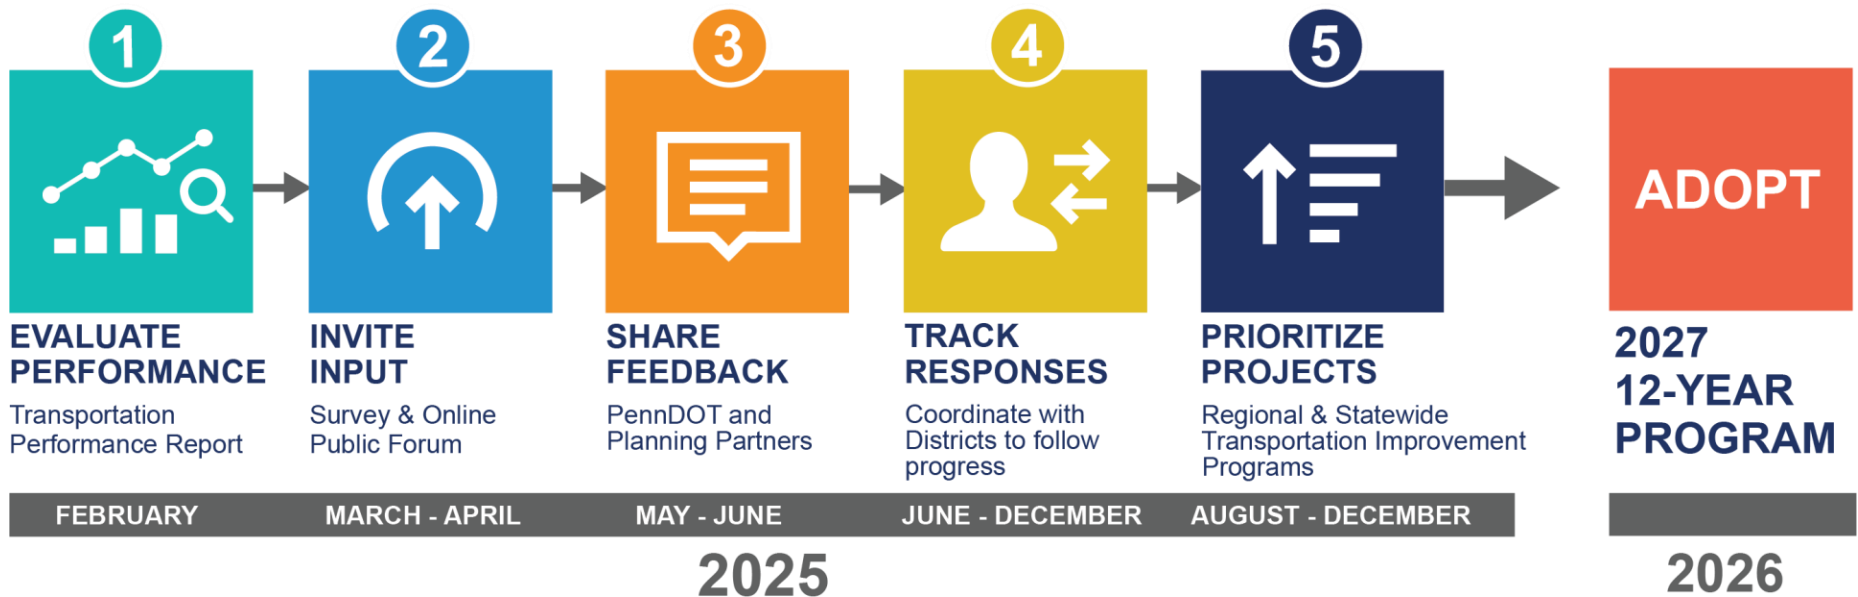 1
EVALUATE
PERFORMANCE
Transportation
Performance Report
FEBRUARY
2
INVITE
INPUT
Survey & Online
Public Forum
MARCH - APRIL
3
SHARE
FEEDBACK
PennDOT and
Planning Partners
MAY - JUNE
4
TRACK
RESPONSES
Coordinate with
Districts to follow
progress
JUNE - DECEMBER
5
PRIORITIZE
PROJECTS
Regional & Statewide
Transportation Improvement
Programs
AUGUST - DECEMBER
2025
ADOPT
2027
12-YEAR
PROGRAM
2026